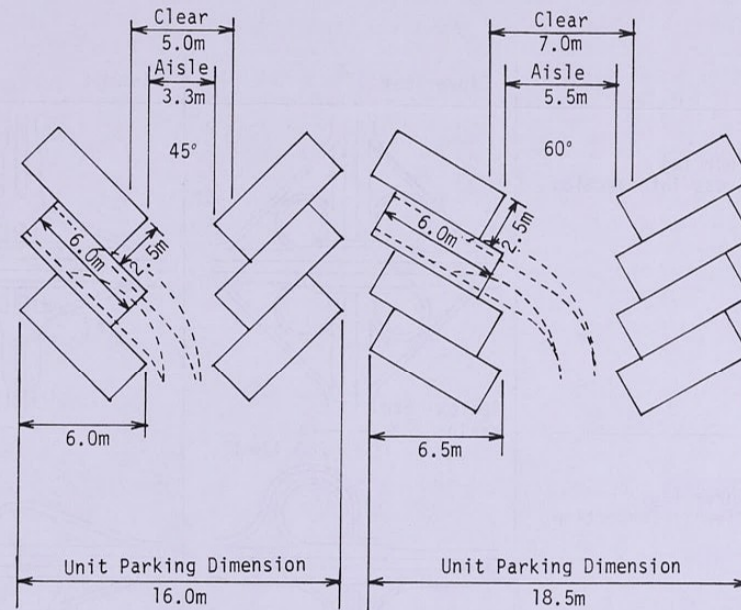 Clear
5.0m
Aisle
3.3m
45°
6.0m
2.5m
6.0m
Unit Parking Dimension
16.0m
Clear
7.0m
Aisle
5.5m
60°
6.0m
2.5m
6.5m
Unit Parking Dimension
18.5m